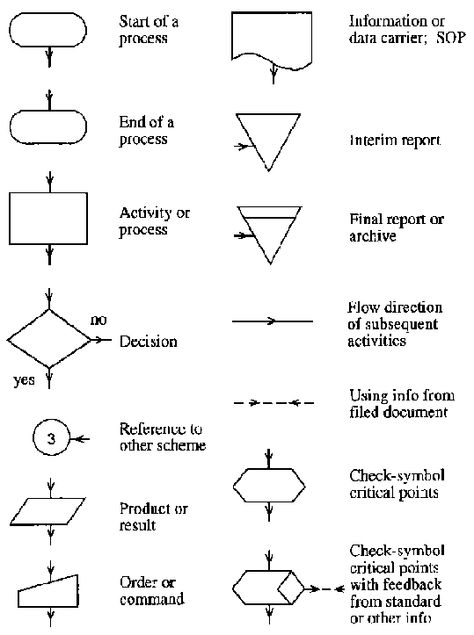 Start of a
process
End of a
process
Activity or
process
no
Decision
yes
3
Reference to
other scheme
Product or
result
Order or
command
Information or
data carrier; SOP
Interim report
Final report or
archive
Flow direction
of subsequent
activities
Using info from
filed document
Check-symbol
critical points
Check-symbol
critical points
with feedback
from standard
or other info